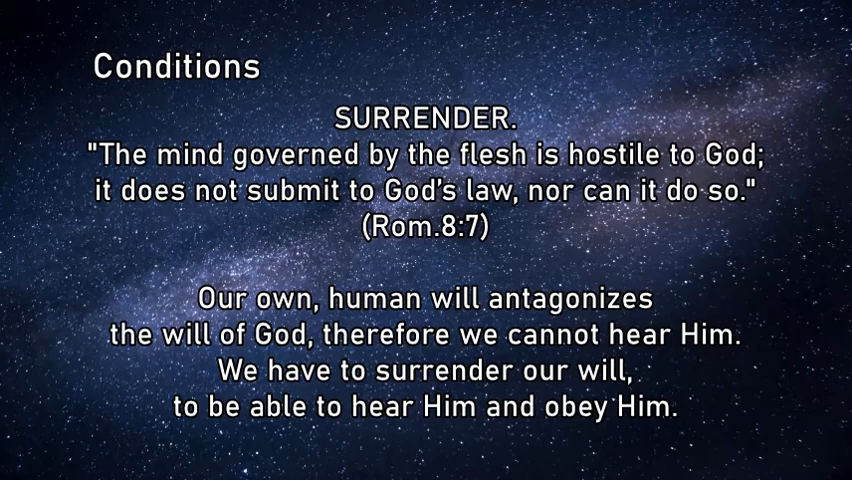 Conditions
SURRENDER.
"The mind governed by the flesh is hostile to God;
it does not submit to God’s law, nor can it do so."
(Rom.8:7)
Our own, human will antagonizes
the will of God, therefore we cannot hear Him.
We have to surrender our will,
to be able to hear Him and obey Him.